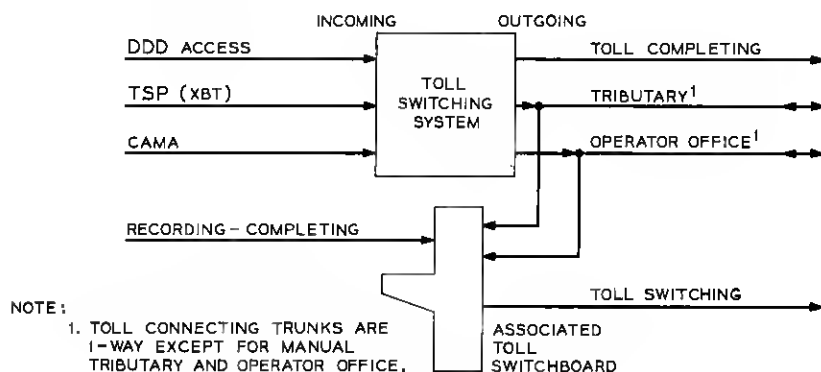 INCOMING
OUTGOING
DDD ACCESS
TOLL COMPLETING
TSP (XBT)
TOLL
SWITCHING
SYSTEM
TRIBUTARY¹
CAMA
OPERATOR OFFICE¹
RECORDING-COMPLETING
TOLL SWITCHING
NOTE:
1. TOLL CONNECTING TRUNKS ARE
1-WAY EXCEPT FOR MANUAL
TRIBUTARY AND OPERATOR OFFICE.
ASSOCIATED
TOLL
SWITCHBOARD